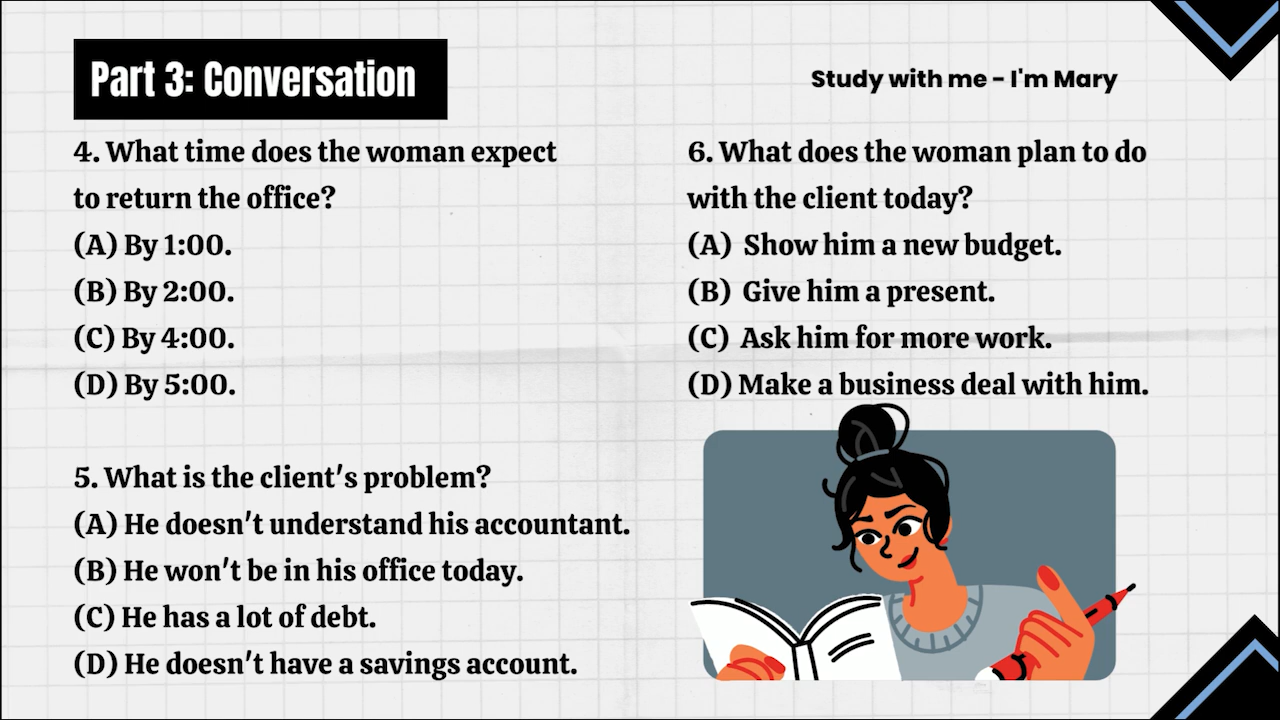 Part 3: Conversation
Study with me - I'm Mary
4. What time does the woman expect
to return the office?
(A) By 1:00.
(B) By 2:00.
(C) By 4:00.
(D) By 5:00.
5. What is the client's problem?
(A) He doesn't understand his accountant.
(B) He won't be in his office today.
(C) He has a lot of debt.
(D) He doesn't have a savings account.
6. What does the woman plan to do
with the client today?
(A) Show him a new budget.
(B) Give him a present.
(C) Ask him for more work.
(D) Make a business deal with him.